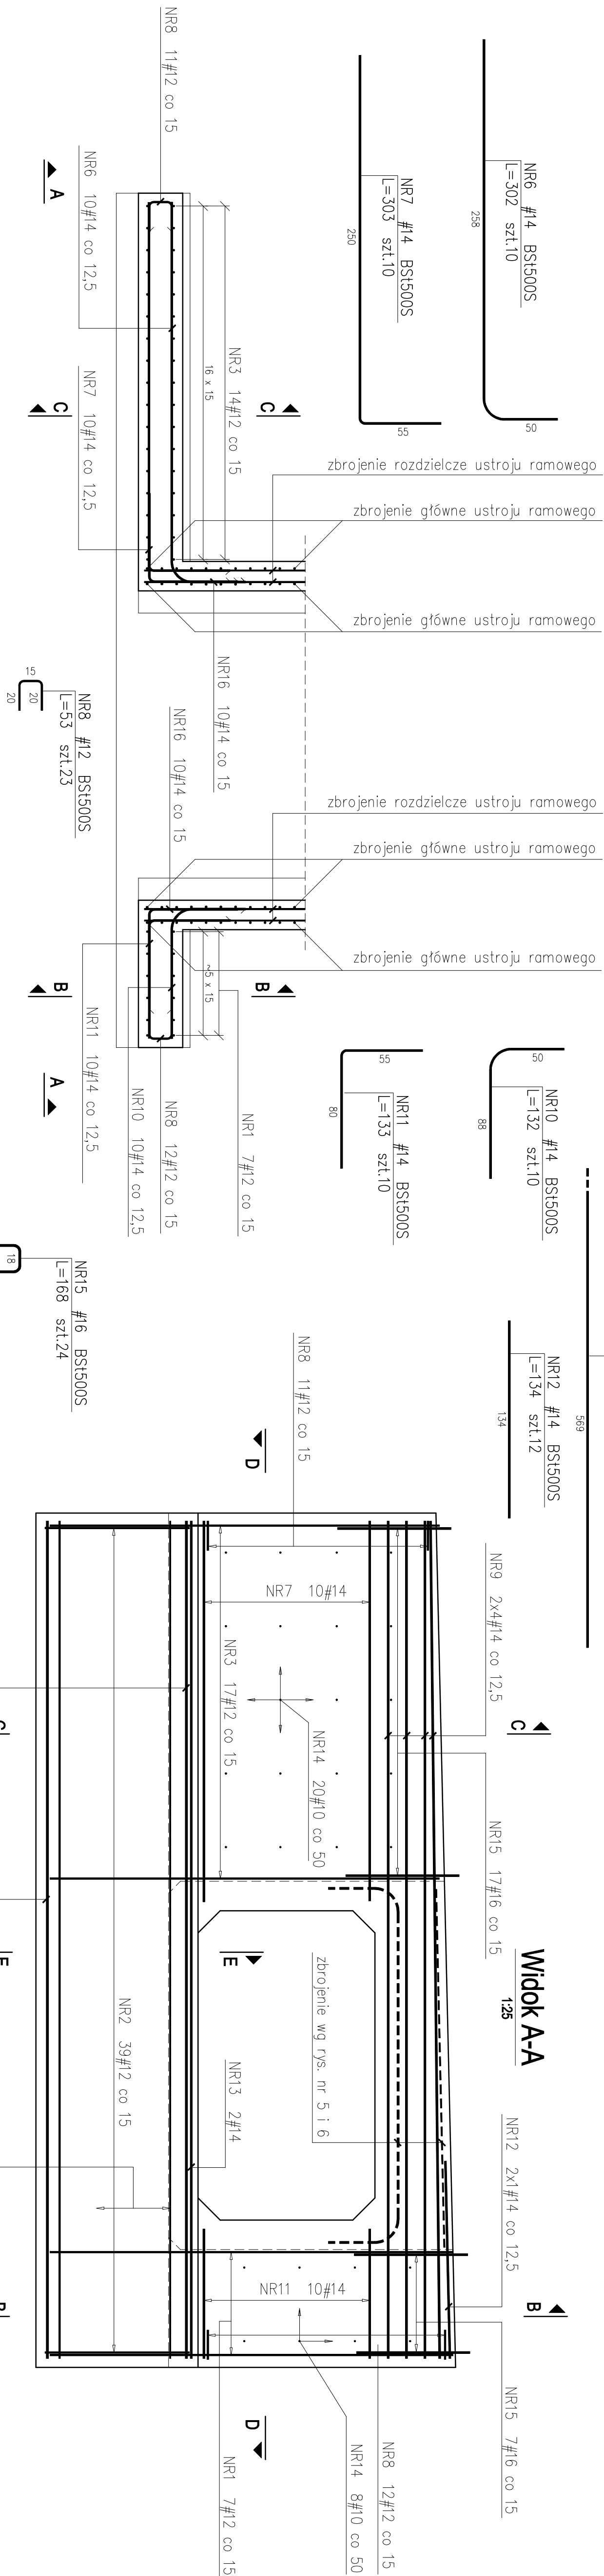 NR8 11#12 co 15
NR6 #14 BSt500S
L=302 szt.10
258
50
NR7 #14 BSt500S
L=303 szt.10
250
55
NR6 10#14 co 12,5
A
NR3 14#12 co 15
16 x 15
NR7 10#14 co 12,5
C
C
zbrojenie rozdzielcze ustroju ramowego
zbrojenie główne ustroju ramowego
zbrojenie główne ustroju ramowego
NR16 10#14 co 15
NR8 #12 BSt500S
L=53 szt.23
15
20
20
NR16 10#14 co 15
zbrojenie rozdzielcze ustroju ramowego
zbrojenie główne ustroju ramowego
zbrojenie główne ustroju ramowego
~5 x 15
B
B
NR11 10#14 co 12,5
A
NR10 10#14 co 12,5
NR8 12#12 co 15
NR1 7#12 co 15
NR10 #14 BSt500S
L=132 szt.10
50
88
NR11 #14 BSt500S
L=133 szt.10
55
80
NR15 #16 BSt500S
L=168 szt.24
18
NR12 #14 BSt500S
L=134 szt.12
134
569
NR8 11#12 co 15
D
NR9 2x4#14 co 12,5
NR7 10#14
NR3 17#12 co 15
NR14 20#10 co 50
C
NR15 17#16 co 15
Widok A-A
1:25
E
zbrojenie wg rys. nr 5 i 6
NR2 39#12 co 15
NR13 2#14
NR12 2x1#14 co 12,5
B
NR11 10#14
NR15 7#16 co 15
D
NR8 12#12 co 15
NR14 8#10 co 50
NR1 7#12 co 15